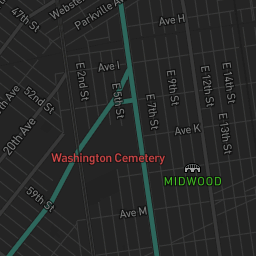 47th St
Webster
Parkville Av
Ave H
Ave I
E 2nd St
E 5th St
E 7th St
E 9th St
E 12th St
E 14th St
E 13th St
52nd St
20th Ave
Ave K
Washington Cemetery
MIDWOOD
59th St
Ave M